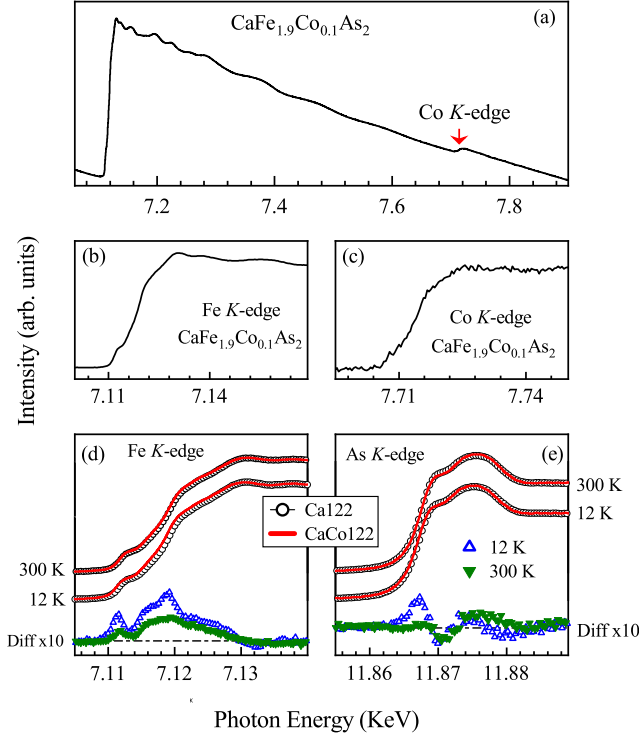 CaFe1.9Co0.1As2
(a)
Co K-edge
7.2 7.4 7.6 7.8
Intensity (arb. units)
(b)
Fe K-edge
CaFe1.9Co0.1As2
7.11 7.14
(c)
Co K-edge
CaFe1.9Co0.1As2
7.71 7.74
(d) Fe K-edge
300 K
12 K
Diff x10
7.11 7.12 7.13
Ca122
CaCo122
As K-edge (e)
300 K
12 K
12 K
300 K
Diff x10
11.86 11.87 11.88
K
Photon Energy (KeV)